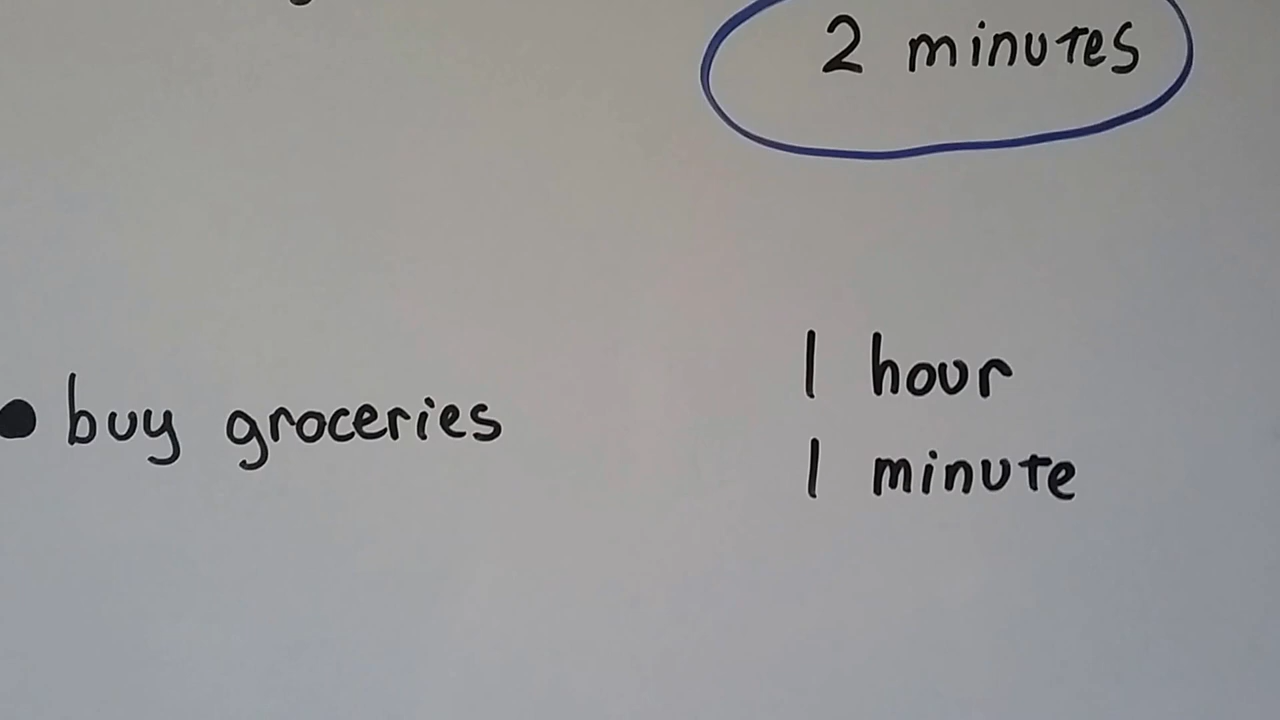 2 minutes
1 hour
• buy groceries
1 minute